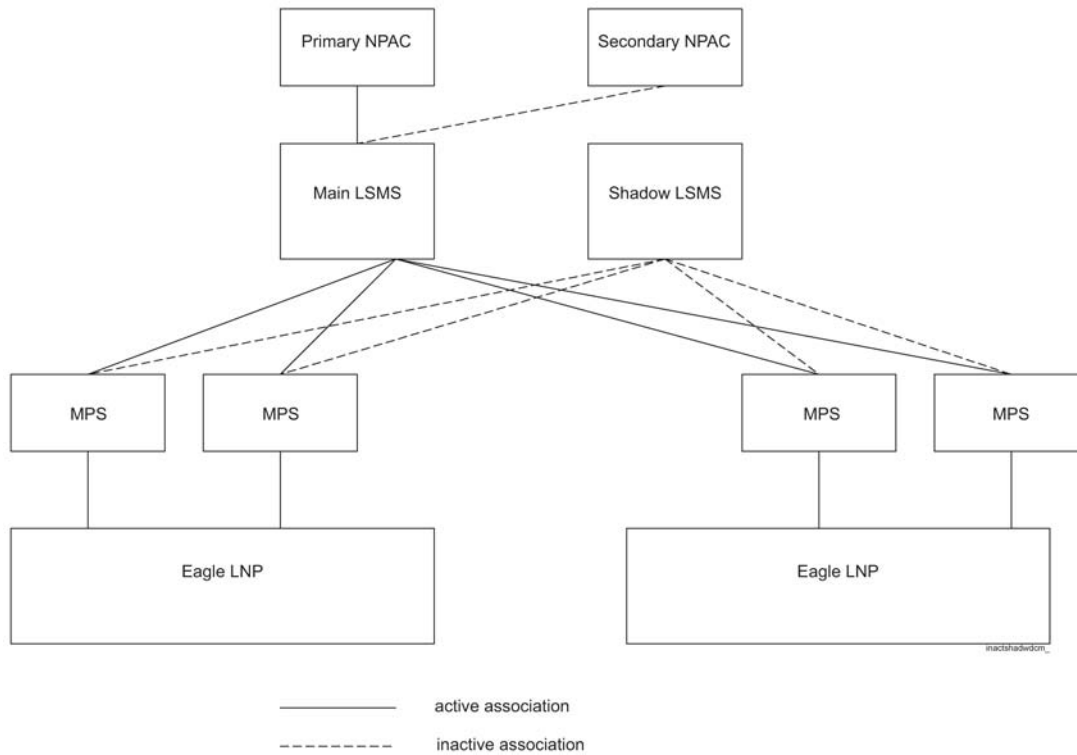 Primary NPAC
Secondary NPAC
Main LSMS
Shadow LSMS
MPS
MPS
MPS
MPS
Eagle LNP
Eagle LNP
inactshadwdcm_
active association
inactive association